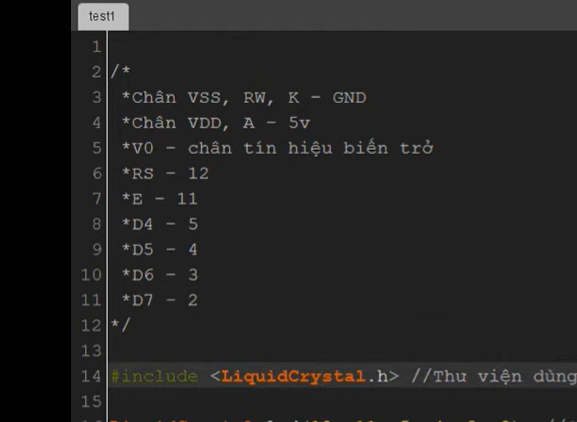 test1
1
2 /*
3 *Chân VSS, RW, K - GND
4 *Chân VDD, A - 5v
5 *V0 - chân tín hiệu biến trở
6 *RS - 12
7 *E - 11
8 *D4 - 5
9 *D5 - 4
10 *D6 - 3
11 *D7 - 2
12 */
13
14 #include <LiquidCrystal.h> //Thư viện dùng
15